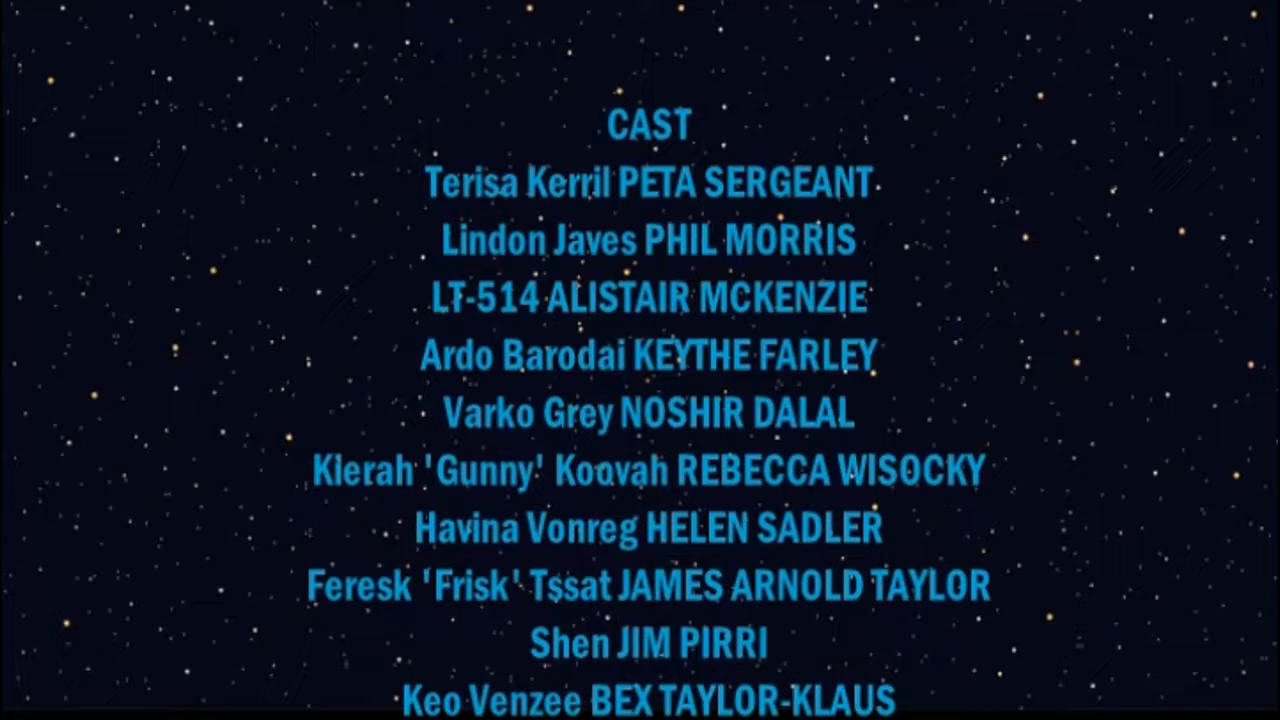 CAST
Terisa Kerril PETA SERGEANT
Lindon Javes PHIL MORRIS
LT-514 ALISTAIR MCKENZIE
Ardo Barodai KEYTHE FARLEY
Varko Grey NOSHIR DALAL
Kierah 'Gunny' Koovah REBECCA WISOCKY
Havina Vonreg HELEN SADLER
Feresk 'Frisk' Tssat JAMES ARNOLD TAYLOR
Shen JIM PIRRI
Keo Venzee BEX TAYLOR-KLAUS